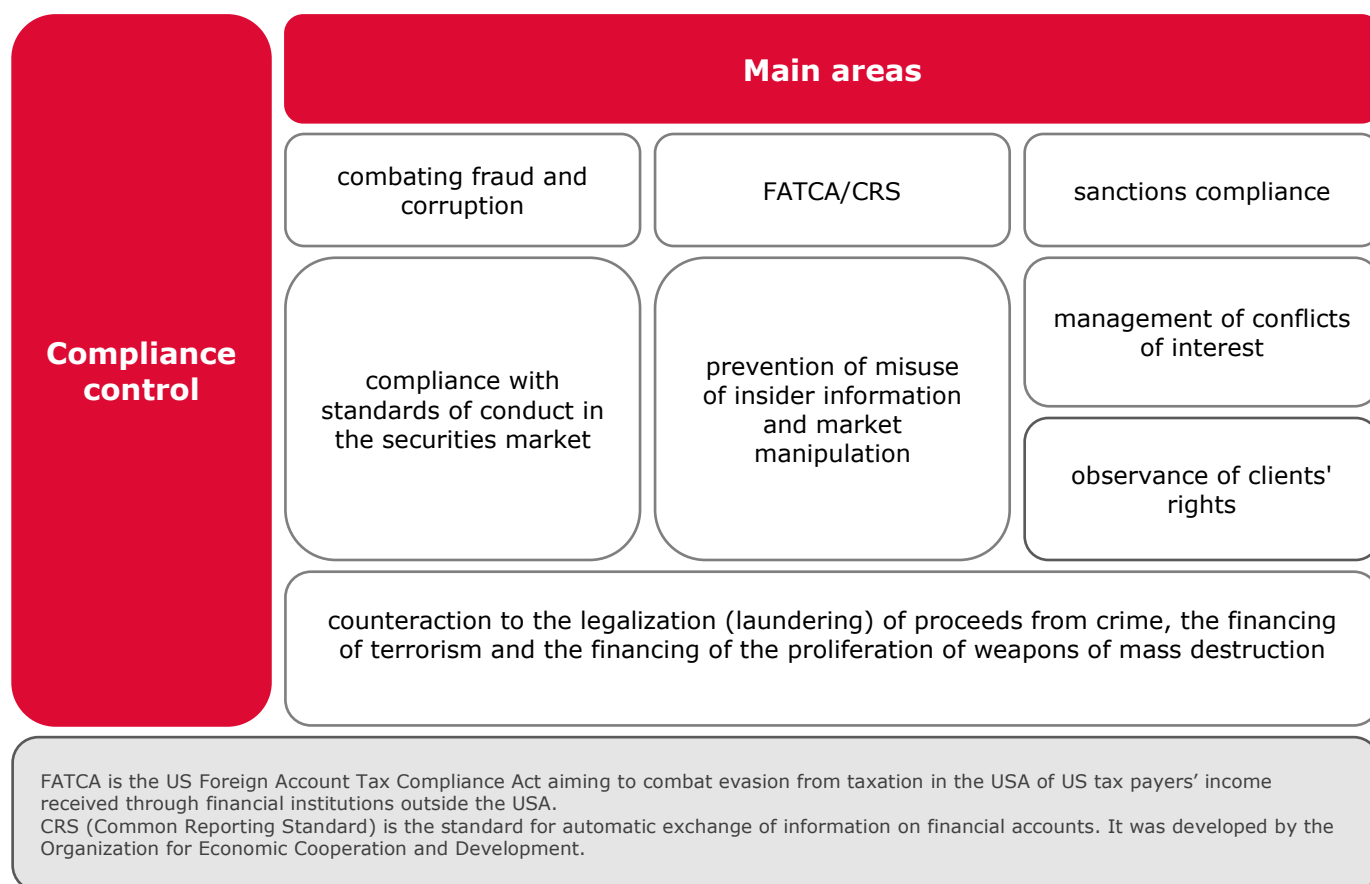 Compliance
control
Main areas
combating fraud and
corruption
FATCA/CRS
sanctions compliance
compliance with
standards of conduct in
the securities market
prevention of misuse
of insider information
and market
manipulation
management of conflicts
of interest
observance of clients'
rights
counteraction to the legalization (laundering) of proceeds from crime, the financing
of terrorism and the financing of the proliferation of weapons of mass destruction
FATCA is the US Foreign Account Tax Compliance Act aiming to combat evasion from taxation in the USA of US tax payers’ income
received through financial institutions outside the USA.
CRS (Common Reporting Standard) is the standard for automatic exchange of information on financial accounts. It was developed by the
Organization for Economic Cooperation and Development.